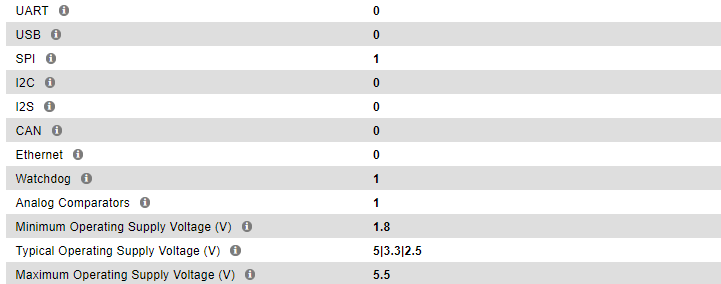 UART 0
USB 0
SPI 1
I2C 0
I2S 0
CAN 0
Ethernet 0
Watchdog 1
Analog Comparators 1
Minimum Operating Supply Voltage (V) 1.8
Typical Operating Supply Voltage (V) 5|3.3|2.5
Maximum Operating Supply Voltage (V) 5.5